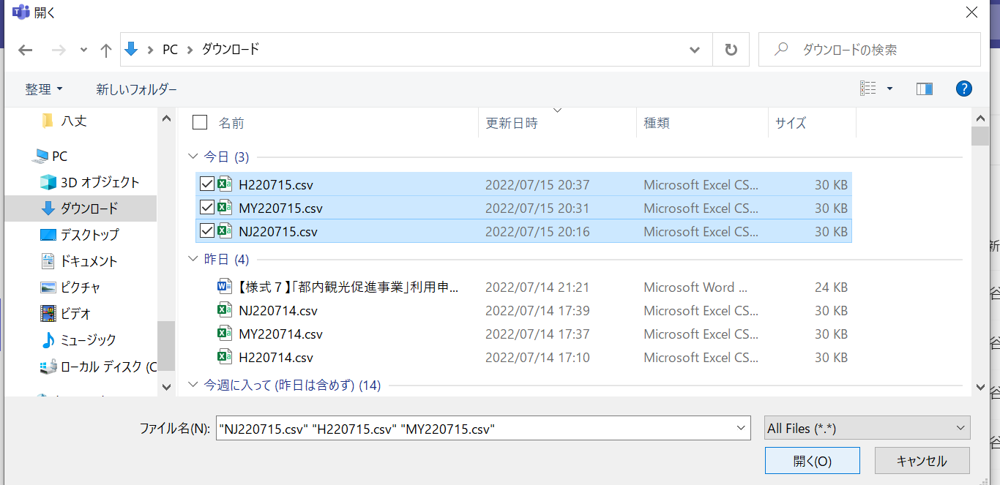 開く
PC ダウンロード
ダウンロードの検索
整理 新しいフォルダー
八丈
PC
3D オブジェクト
ダウンロード
デスクトップ
ドキュメント
ピクチャ
ビデオ
ミュージック
ローカル ディスク (C
名前 更新日時 種類 サイズ
今日 (3)
H220715.csv 2022/07/15 20:37 Microsoft Excel CS... 30 KB
MY220715.csv 2022/07/15 20:31 Microsoft Excel CS... 30 KB
NJ220715.csv 2022/07/15 20:16 Microsoft Excel CS... 30 KB
昨日 (4)
【様式７】「都内観光促進事業」利用申... 2022/07/14 21:21 Microsoft Word ... 24 KB
NJ220714.csv 2022/07/14 17:39 Microsoft Excel CS... 30 KB
MY220714.csv 2022/07/14 17:37 Microsoft Excel CS... 30 KB
H220714.csv 2022/07/14 17:10 Microsoft Excel CS... 30 KB
今週に入って (昨日は含めず) (14)
ファイル名(N): "NJ220715.csv" "H220715.csv" "MY220715.csv"
All Files (*.*)
開く(O) キャンセル
新
谷
谷
谷
谷